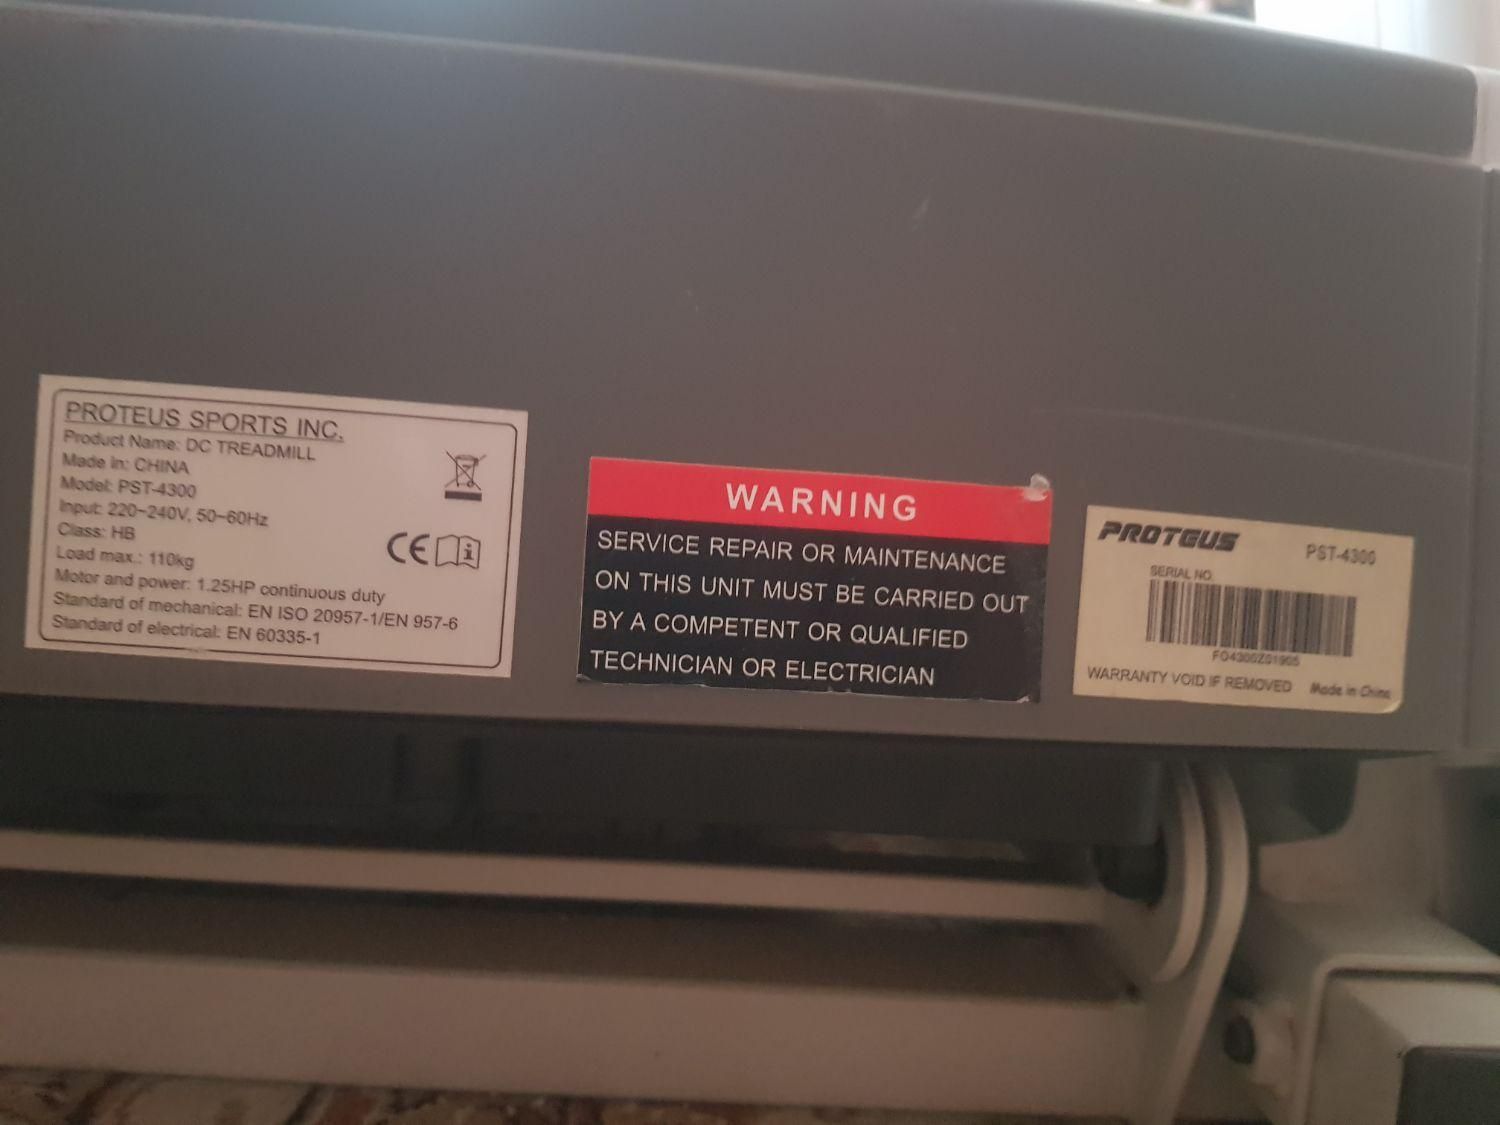 PROTEUS SPORTS INC.
Product Name: DC TREADMILL
Made in: CHINA
Model: PST-4300
Input: 220~240V, 50~60Hz
Class: HB
Load max.: 110kg
Motor and power: 1.25HP continuous duty
Standard of mechanical: EN ISO 20957-1/EN 957-6
Standard of electrical: EN 60335-1
CE
WARNING
SERVICE REPAIR OR MAINTENANCE
ON THIS UNIT MUST BE CARRIED OUT
BY A COMPETENT OR QUALIFIED
TECHNICIAN OR ELECTRICIAN
PROTEUS PST-4300
SERIAL NO.
FO4300Z01905
WARRANTY VOID IF REMOVED Made in China